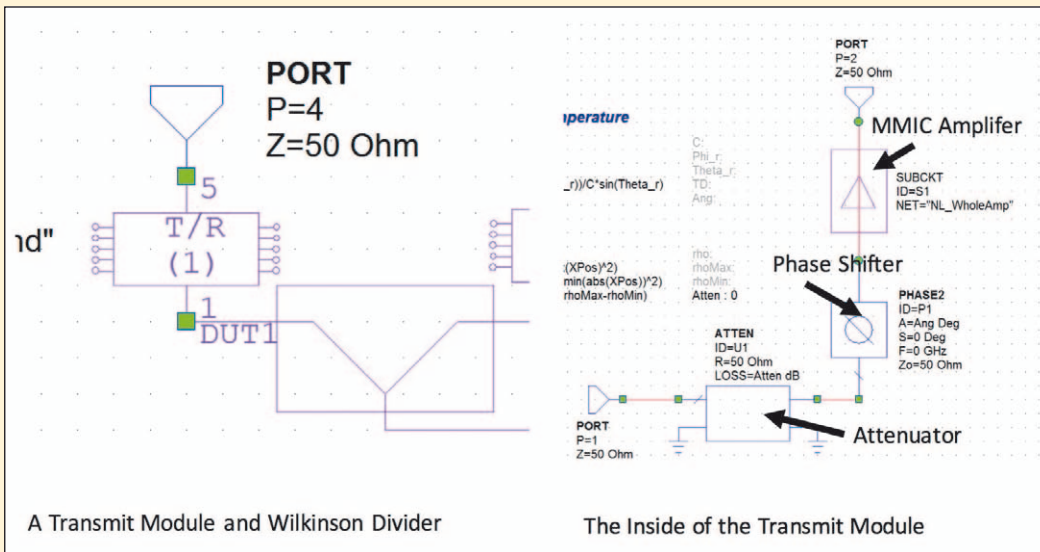 PORT
P=4
Z=50 Ohm
5
T/R
(1)
1
DUT1
nd"
A Transmit Module and Wilkinson Divider
PORT
P=2
Z=50 Ohm
MMIC Amplifer
SUBCKT
ID=S1
NET="NL_WholeAmp"
mperature
C:
Phi_r:
Theta_r:
_r))/C*sin(Theta_r)
TD:
Ang:
rho:
(XPos)^2)
rhoMax:
min(abs(XPos))^2)
rhoMin:
rhoMax-rhoMin)
Atten : 0
Phase Shifter
PHASE2
ID=P1
A=Ang Deg
S=0 Deg
F=0 GHz
Zo=50 Ohm
ATTEN
ID=U1
R=50 Ohm
LOSS=Atten dB
Attenuator
PORT
P=1
Z=50 Ohm
The Inside of the Transmit Module